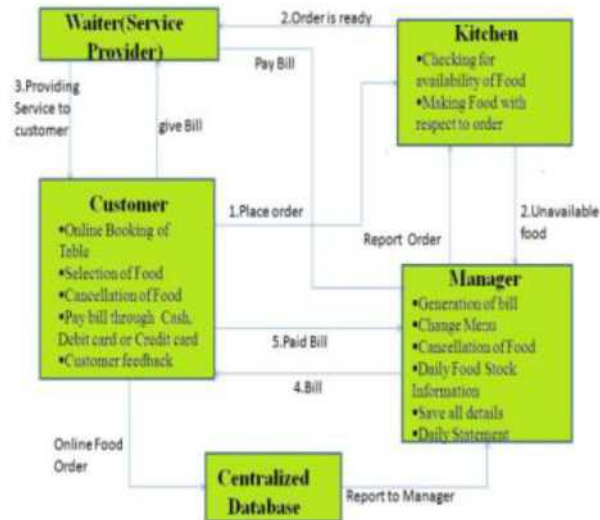 Waiter(Service
Provider)
2.Order is ready
Kitchen
▪Checking for
availability of Food
▪Making Food with
respect to order
Pay Bill
3.Providing
Service to
customer
give Bill
Customer
▪Online Booking of
Table
▪Selection of Food
▪Cancellation of Food
▪Pay bill through Cash,
Debit card or Credit card
▪Customer feedback
1.Place order
Report Order
2.Unavailable
food
Manager
▪Generation of bill
▪Change Menu
▪Cancellation of Food
▪Daily Food Stock
Information
▪Save all details
▪Daily Statement
5.Paid Bill
4.Bill
Online Food
Order
Centralized
Database
Report to Manager